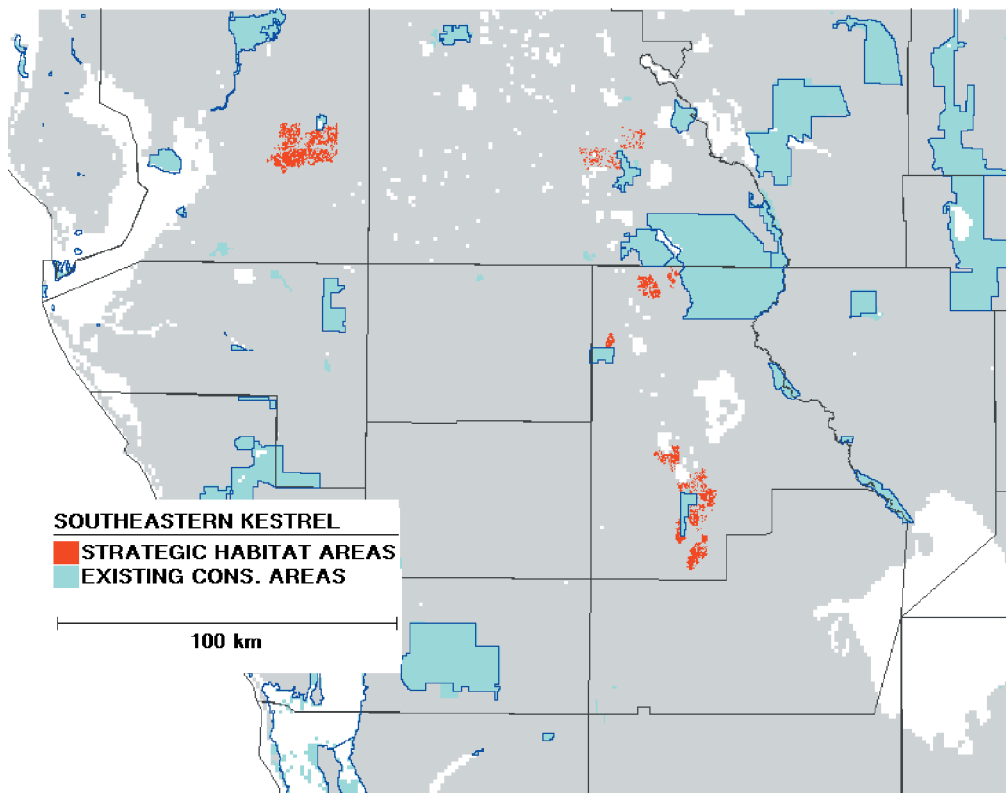 SOUTHEASTERN KESTREL
STRATEGIC HABITAT AREAS
EXISTING CONS. AREAS
100 km